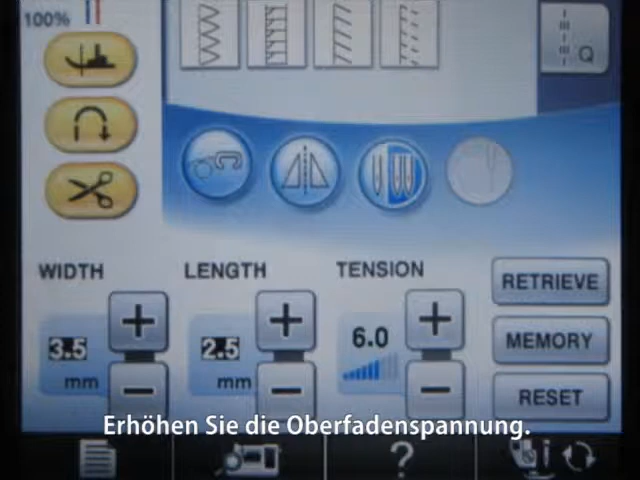 100%
Q
WIDTH
LENGTH
TENSION
RETRIEVE
+
+
+
3.5
mm
2.5
mm
6.0
MEMORY
−
−
−
RESET
Erhöhen Sie die Oberfadenspannung.
?